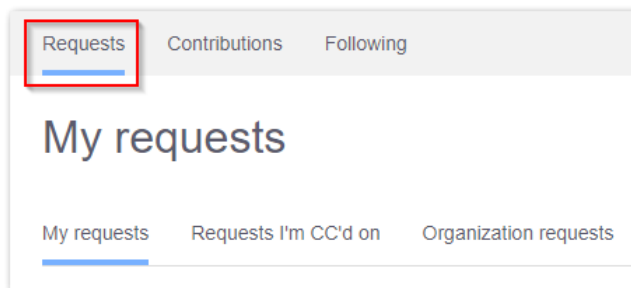 Requests Contributions Following
My requests
My requests Requests I'm CC'd on Organization requests